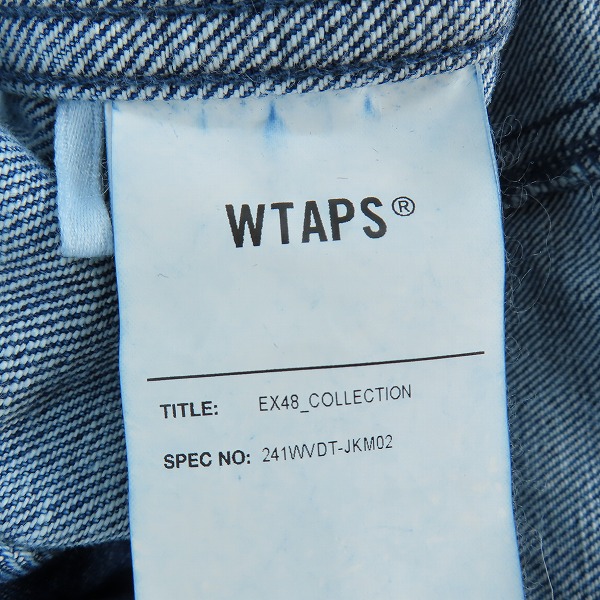 WTAPS®
TITLE: EX48_COLLECTION
SPEC NO: 241WVDT-JKM02